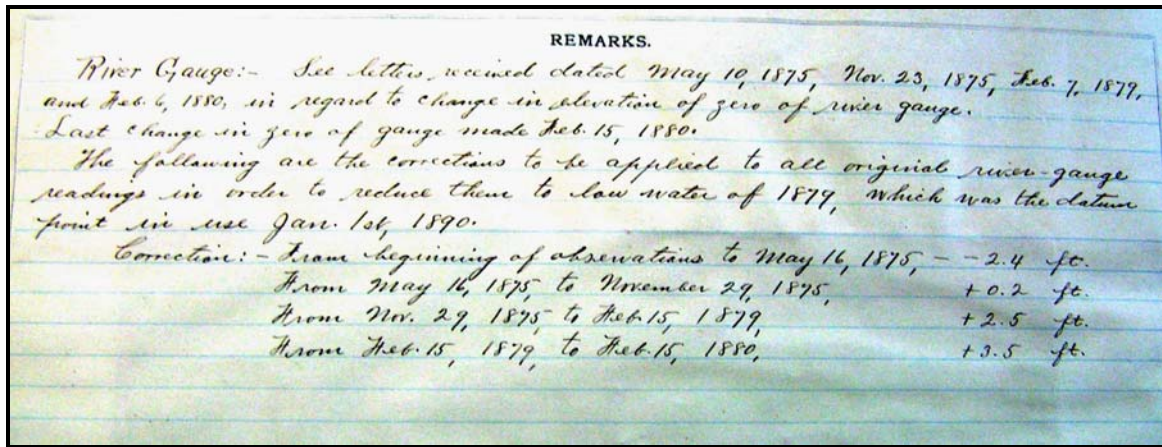 REMARKS.
River Gauge:- See letters received dated May 10, 1875, Nov. 23, 1875, Feb. 7, 1879,
and Feb. 6, 1880, in regard to change in elevation of zero of river gauge.
Last change in zero of gauge made Feb. 15, 1880.
The following are the corrections to be applied to all original river-gauge
readings in order to reduce them to low water of 1879, which was the datum
point in use Jan. 1st, 1890.
Correction:- From beginning of observations to May 16, 1875, - -2.4 ft.
From May 16, 1875, to November 29, 1875, +0.2 ft.
From Nov. 29, 1875 to Feb. 15, 1879, +2.5 ft.
From Feb. 15, 1879, to Feb. 15, 1880, +3.5 ft.